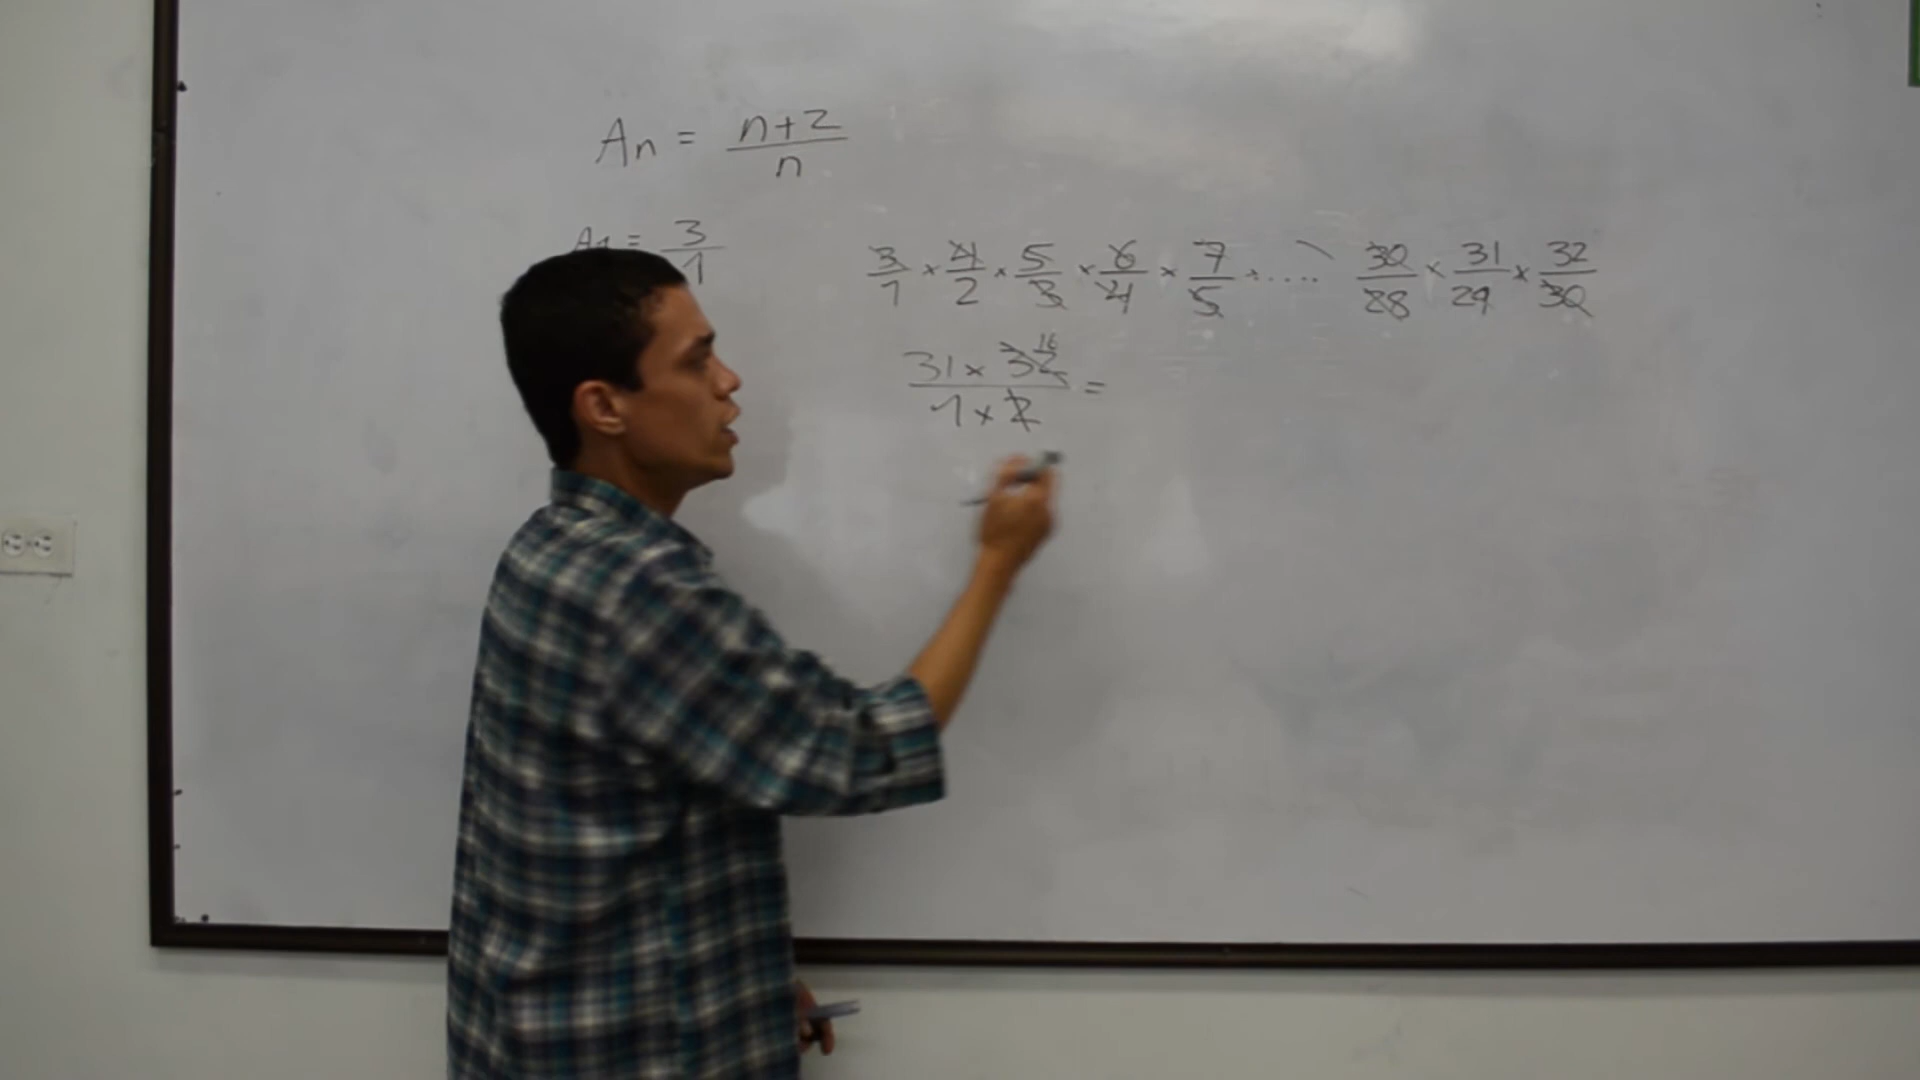 An = n+2 / n
A1 = 3/1
3/1 × 4/2 × 5/3 × 6/4 × 7/5 × ..... 30/28 × 31/29 × 32/30
31 × 32 16 / 1 × 2 =